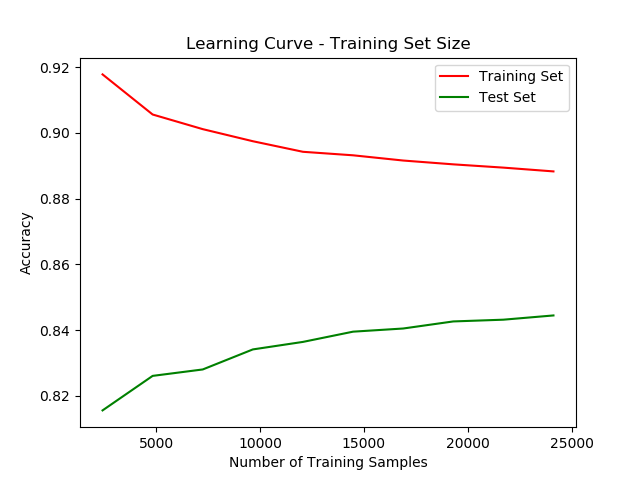 Learning Curve - Training Set Size
0.92
0.90
0.88
0.86
0.84
0.82
Accuracy
Training Set
Test Set
5000 10000 15000 20000 25000
Number of Training Samples